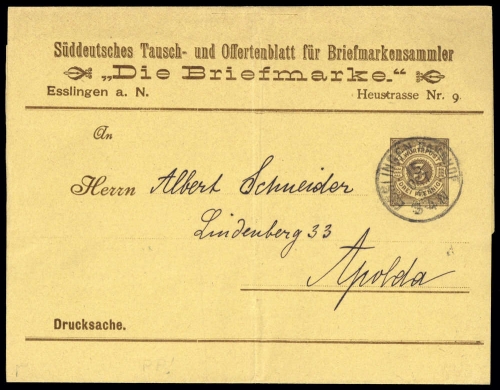 Süddeutsches Tausch- und Offertenblatt für Briefmarkensammler
„Die Briefmarke.“
Esslingen a. N. Heustrasse Nr. 9.
An
Herrn Albert Schneider
Lindenberg 33
Apolda
Drucksache.
3